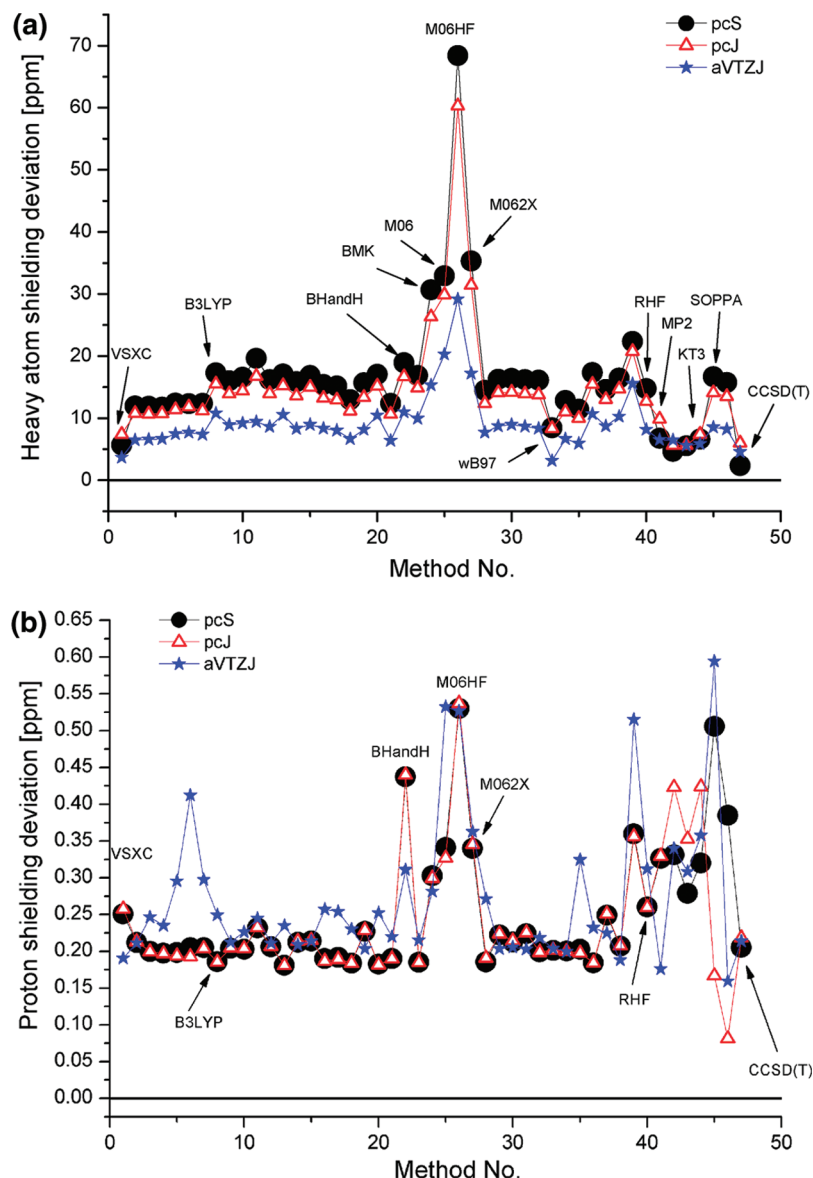 (a)
pcS
pcJ
aVTZJ
Heavy atom shielding deviation [ppm]
70
60
50
40
30
20
10
0
M06HF
M062X
M06
BMK
BHandH
B3LYP
VSXC
wB97
RHF
MP2
KT3
SOPPA
CCSD(T)
0 10 20 30 40 50
Method No.
(b)
pcS
pcJ
aVTZJ
Proton shielding deviation [ppm]
0.65
0.60
0.55
0.50
0.45
0.40
0.35
0.30
0.25
0.20
0.15
0.10
0.05
0.00
M06HF
BHandH
M062X
VSXC
B3LYP
RHF
CCSD(T)
0 10 20 30 40 50
Method No.